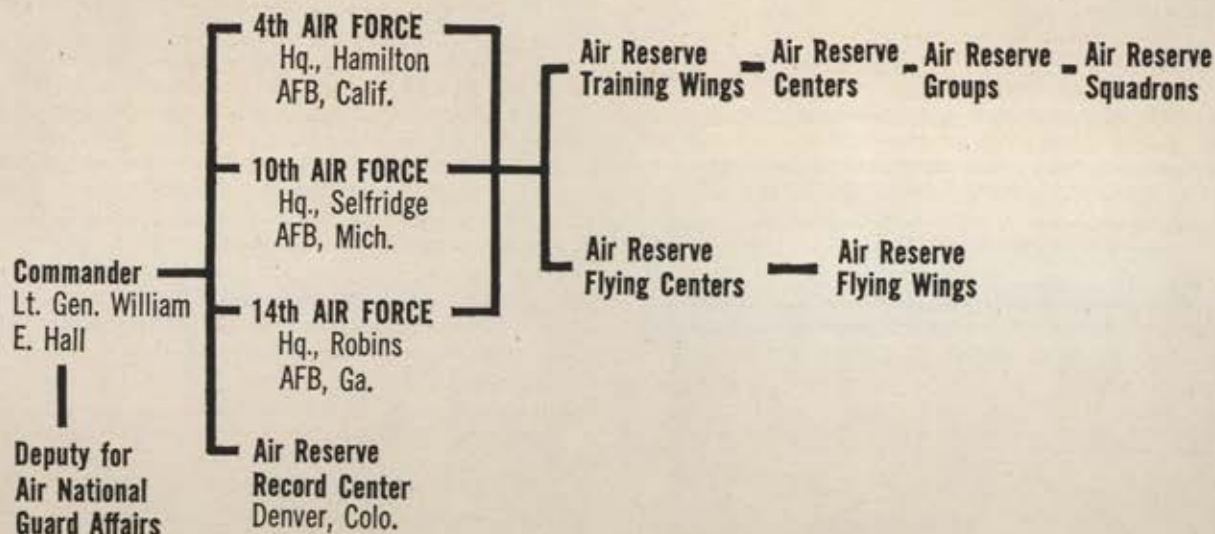 4th AIR FORCE
Hq., Hamilton
AFB, Calif.
10th AIR FORCE
Hq., Selfridge
AFB, Mich.
14th AIR FORCE
Hq., Robins
AFB, Ga.
Commander
Lt. Gen. William
E. Hall
Deputy for
Air National
Guard Affairs
Air Reserve
Record Center
Denver, Colo.
Air Reserve
Training Wings
Air Reserve
Centers
Air Reserve
Groups
Air Reserve
Squadrons
Air Reserve
Flying Centers
Air Reserve
Flying Wings